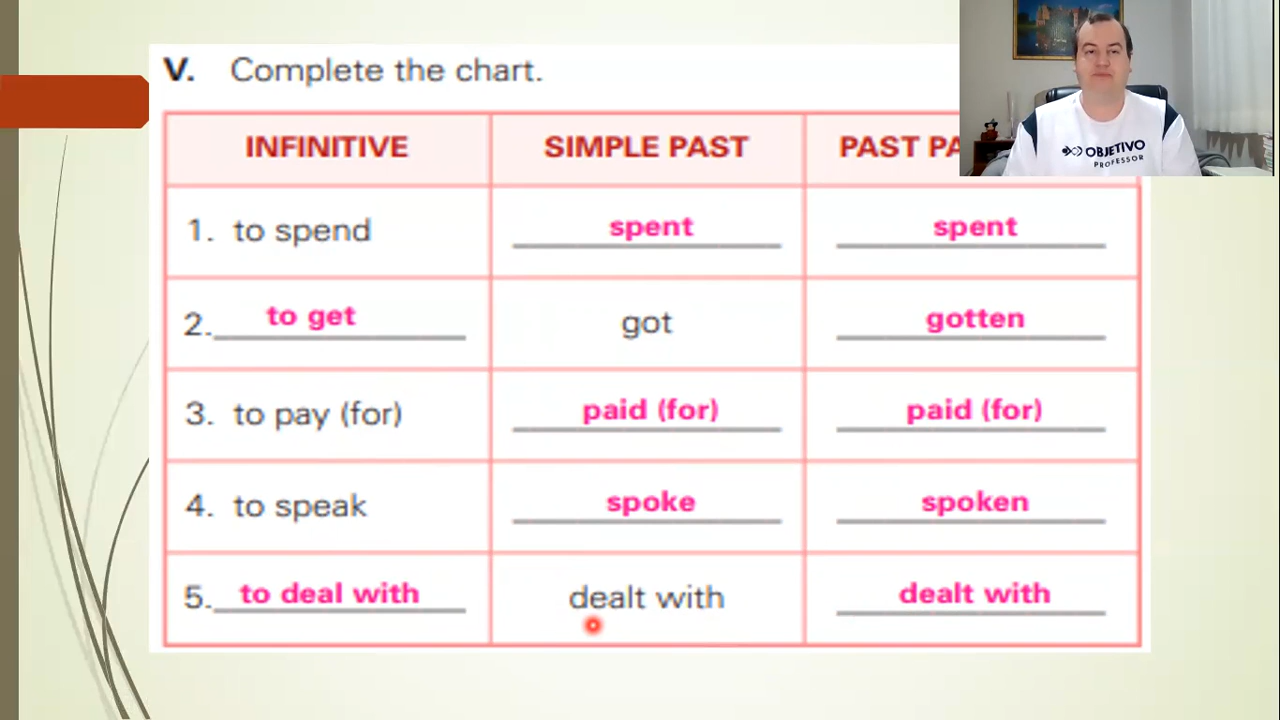 V. Complete the chart.
INFINITIVE SIMPLE PAST PAST
1. to spend spent spent
2. to get got gotten
3. to pay (for) paid (for) paid (for)
4. to speak spoke spoken
5. to deal with dealt with dealt with
OBJETIVO
PROFESSOR